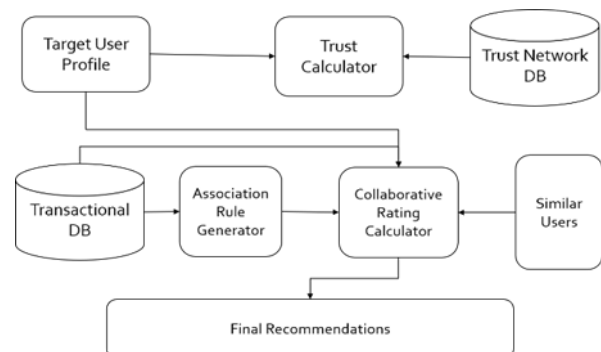 Target User
Profile
Trust
Calculator
Trust Network
DB
Transactional
DB
Association
Rule
Generator
Collaborative
Rating
Calculator
Similar
Users
Final Recommendations